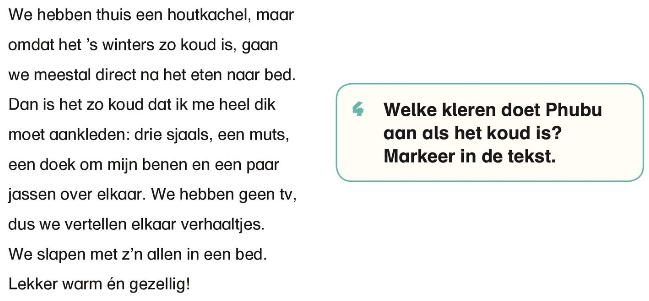 We hebben thuis een houtkachel, maar
omdat het 's winters zo koud is, gaan
we meestal direct na het eten naar bed.
Dan is het zo koud dat ik me heel dik
moet aankleden: drie sjaals, een muts,
een doek om mijn benen en een paar
jassen over elkaar. We hebben geen tv,
dus we vertellen elkaar verhaaltjes.
We slapen met z'n allen in een bed.
Lekker warm én gezellig!
4 Welke kleren doet Phubu
aan als het koud is?
Markeer in de tekst.